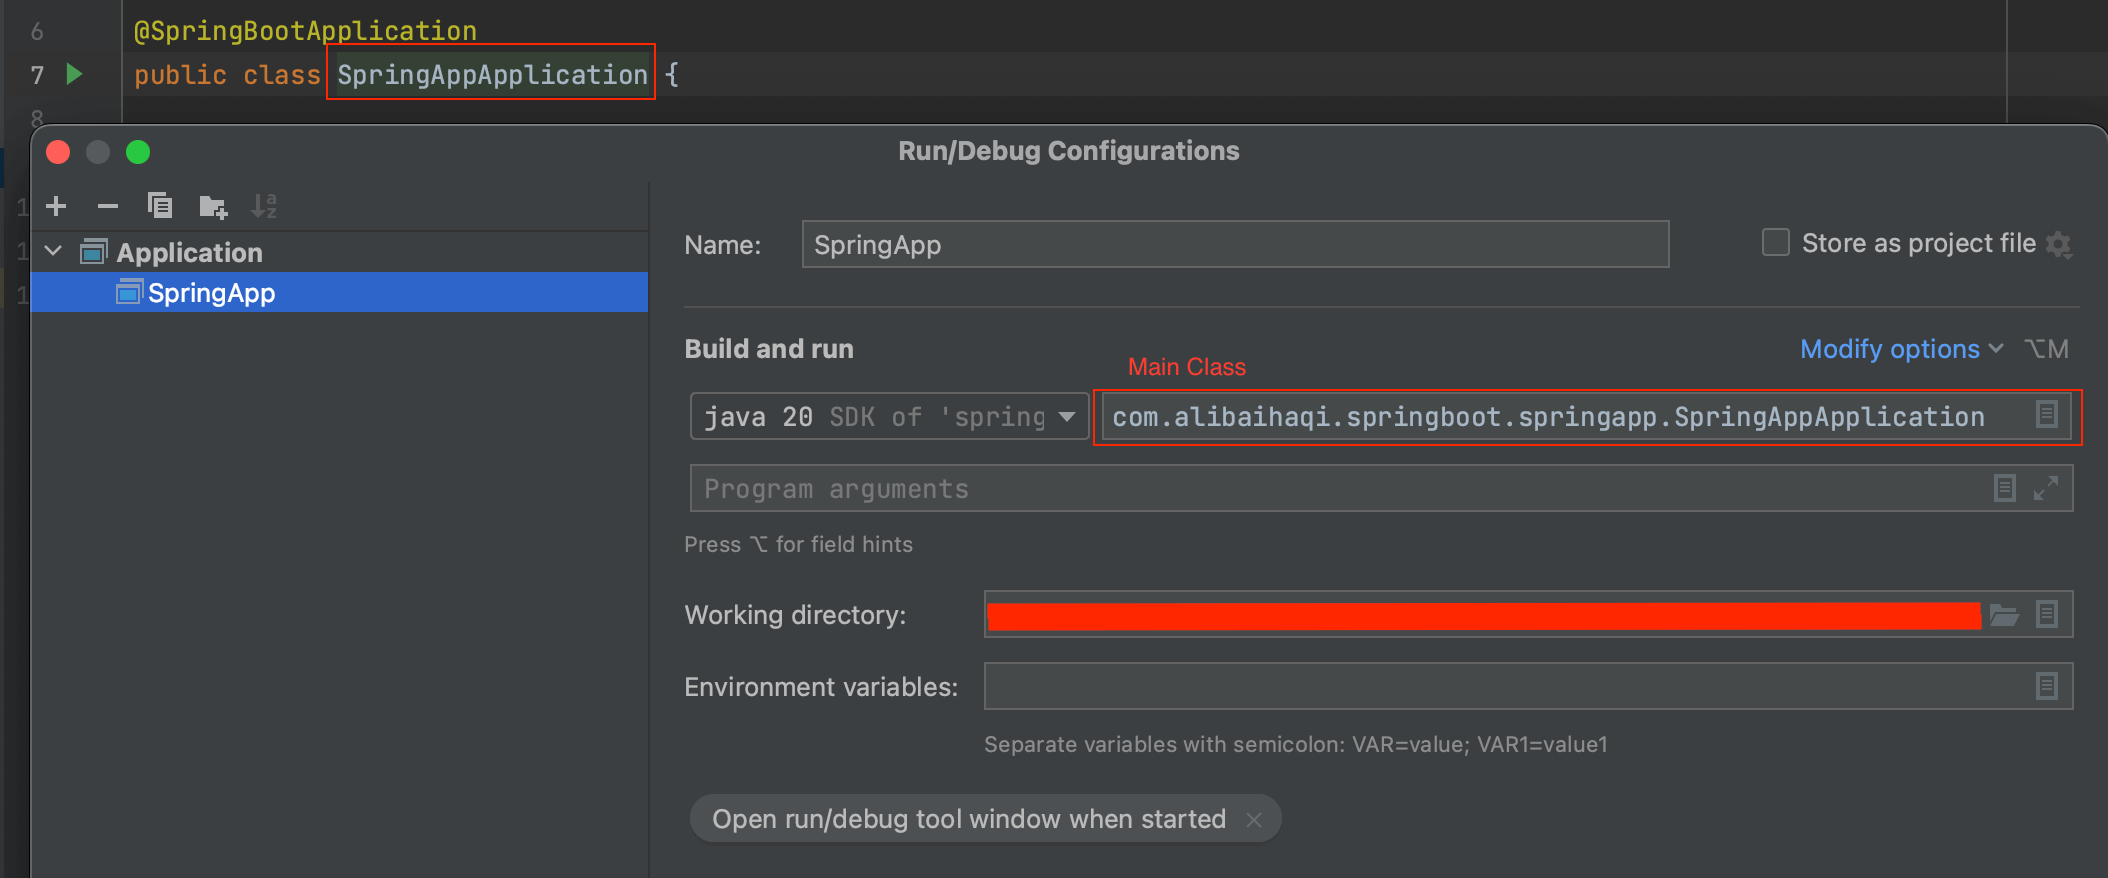 6 @SpringBootApplication
7 public class SpringAppApplication {
8
Run/Debug Configurations
1
1 Application
1 SpringApp
Name: SpringApp Store as project file
Build and run Modify options ⌥M
Main Class
java 20 SDK of 'spring com.alibaihaqi.springboot.springapp.SpringAppApplication
Program arguments
Press ⌥ for field hints
Working directory:
Environment variables:
Separate variables with semicolon: VAR=value; VAR1=value1
Open run/debug tool window when started